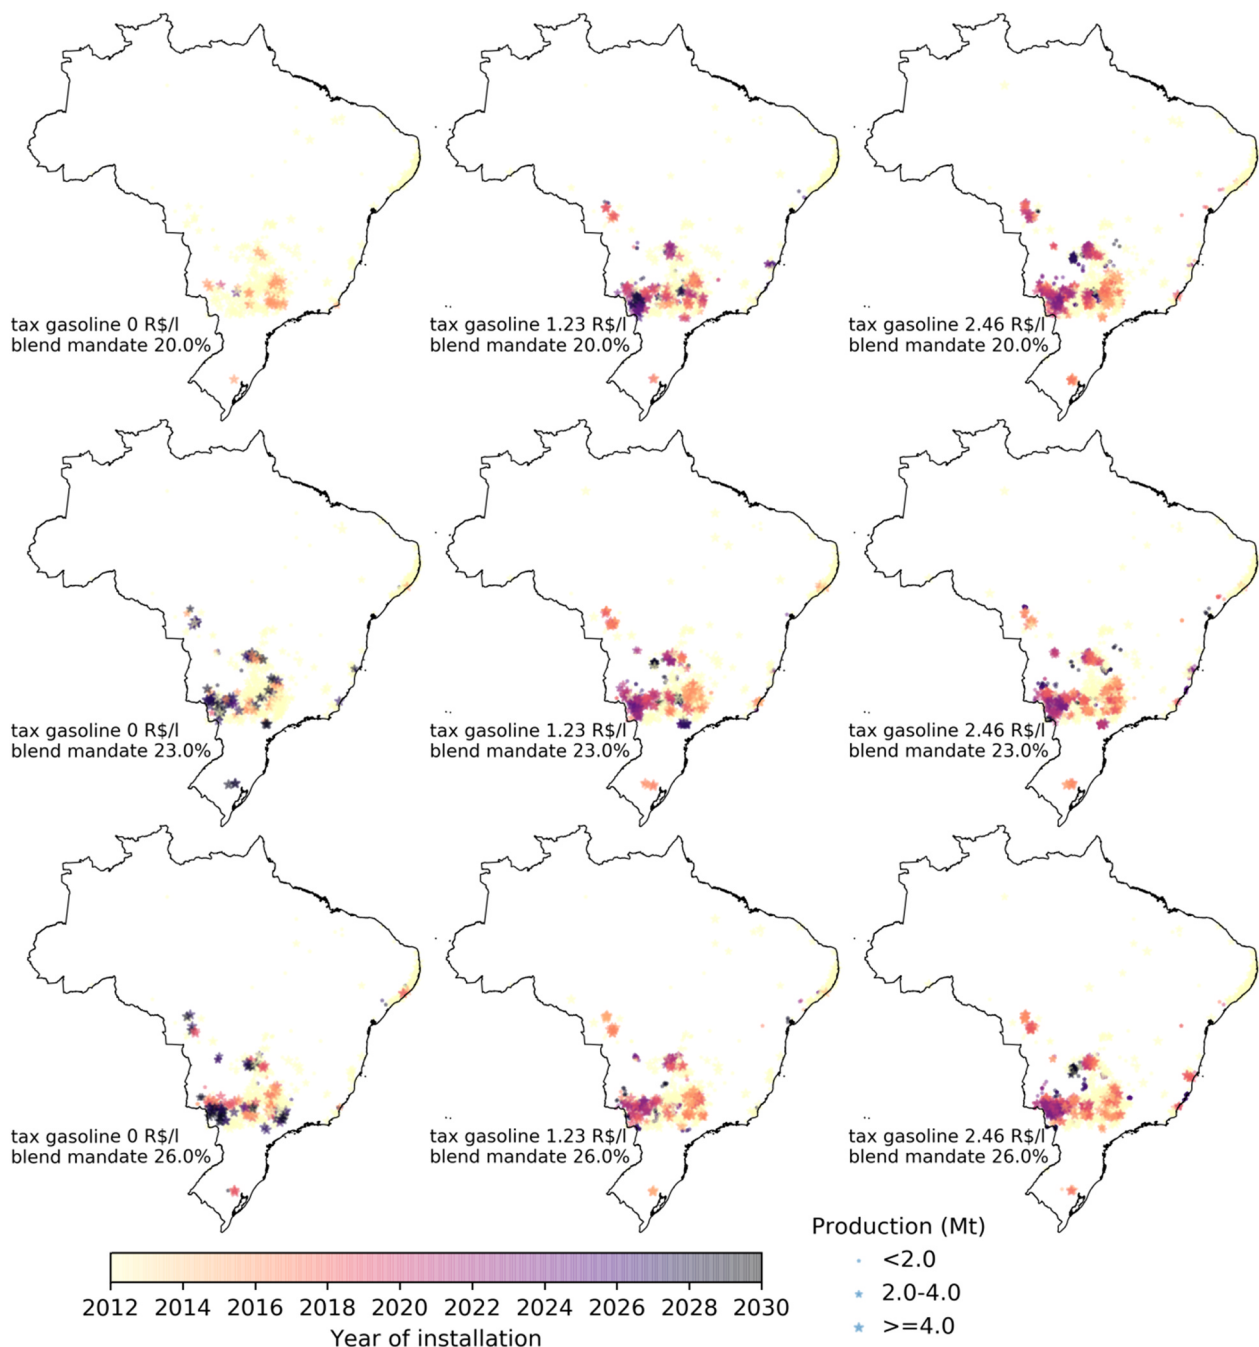 tax gasoline 0 R$/l
blend mandate 20.0%
tax gasoline 1.23 R$/l
blend mandate 20.0%
tax gasoline 2.46 R$/l
blend mandate 20.0%
tax gasoline 0 R$/l
blend mandate 23.0%
tax gasoline 1.23 R$/l
blend mandate 23.0%
tax gasoline 2.46 R$/l
blend mandate 23.0%
tax gasoline 0 R$/l
blend mandate 26.0%
tax gasoline 1.23 R$/l
blend mandate 26.0%
tax gasoline 2.46 R$/l
blend mandate 26.0%
2012 2014 2016 2018 2020 2022 2024 2026 2028 2030
Year of installation
Production (Mt)
<2.0
2.0-4.0
>=4.0